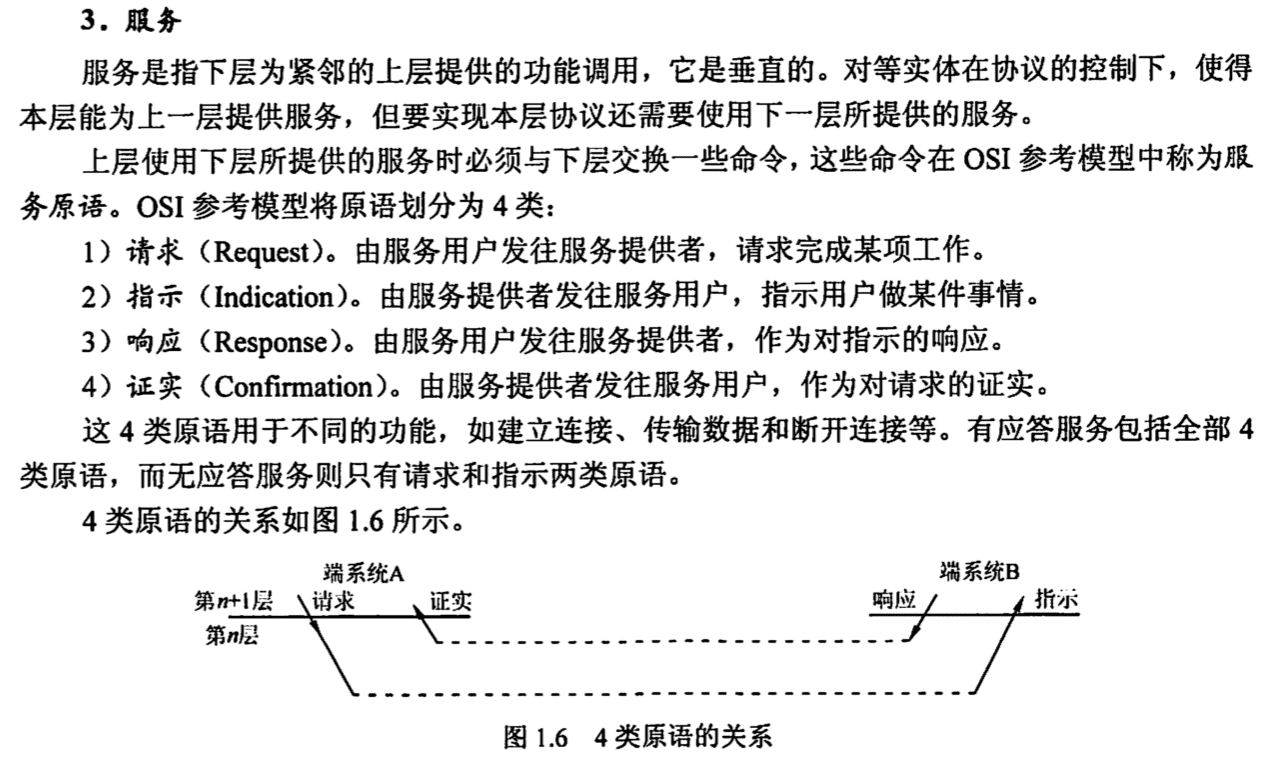 3．服务
服务是指下层为紧邻的上层提供的功能调用，它是垂直的。对等实体在协议的控制下，使得
本层能为上一层提供服务，但要实现本层协议还需要使用下一层所提供的服务。
上层使用下层所提供的服务时必须与下层交换一些命令，这些命令在 OSI 参考模型中称为服
务原语。OSI 参考模型将原语划分为 4 类：
1）请求（Request）。由服务用户发往服务提供者，请求完成某项工作。
2）指示（Indication）。由服务提供者发往服务用户，指示用户做某件事情。
3）响应（Response）。由服务用户发往服务提供者，作为对指示的响应。
4）证实（Confirmation）。由服务提供者发往服务用户，作为对请求的证实。
这 4 类原语用于不同的功能，如建立连接、传输数据和断开连接等。有应答服务包括全部 4
类原语，而无应答服务则只有请求和指示两类原语。
4 类原语的关系如图 1.6 所示。
端系统A 端系统B
第n+1层 请求 证实 响应 指示
第n层
图 1.6 4 类原语的关系